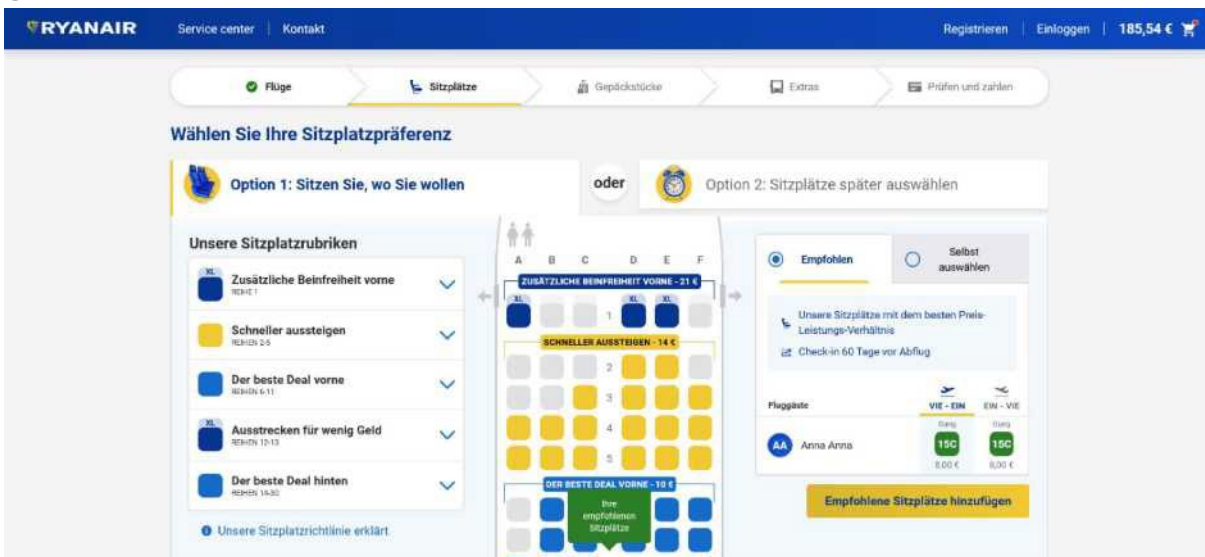 RYANAIR
Service center | Kontakt
Registrieren | Einloggen | 185,54 €
Flüge
Sitzplätze
Gepäckstücke
Extras
Prüfen und zahlen
Wählen Sie Ihre Sitzplatzpräferenz
Option 1: Sitzen Sie, wo Sie wollen
oder
Option 2: Sitzplätze später auswählen
Unsere Sitzplatzrubriken
XL
Zusätzliche Beinfreiheit vorne
REIHE 1
Schneller aussteigen
REIHEN 2-5
Der beste Deal vorne
REIHEN 6-11
XL
Ausstrecken für wenig Geld
REIHEN 12-13
Der beste Deal hinten
REIHEN 14-30
Unsere Sitzplatzrichtlinie erklärt
A B C D E F
ZUSÄTZLICHE BEINFREIHEIT VORNE - 21 €
XL XL XL
1
SCHNELLER AUSSTEIGEN - 14 €
2
3
4
5
DER BESTE DEAL VORNE - 10 €
Ihre
empfohlenen
Sitzplätze
Empfohlen
Selbst
auswählen
Unsere Sitzplätze mit dem besten Preis-
Leistungs-Verhältnis
Check-in 60 Tage vor Abflug
Fluggäste
VIE - EIN
EIN - VIE
Gang Gang
AA Anna Anna 15C 15C
8,00 € 8,00 €
Empfohlene Sitzplätze hinzufügen